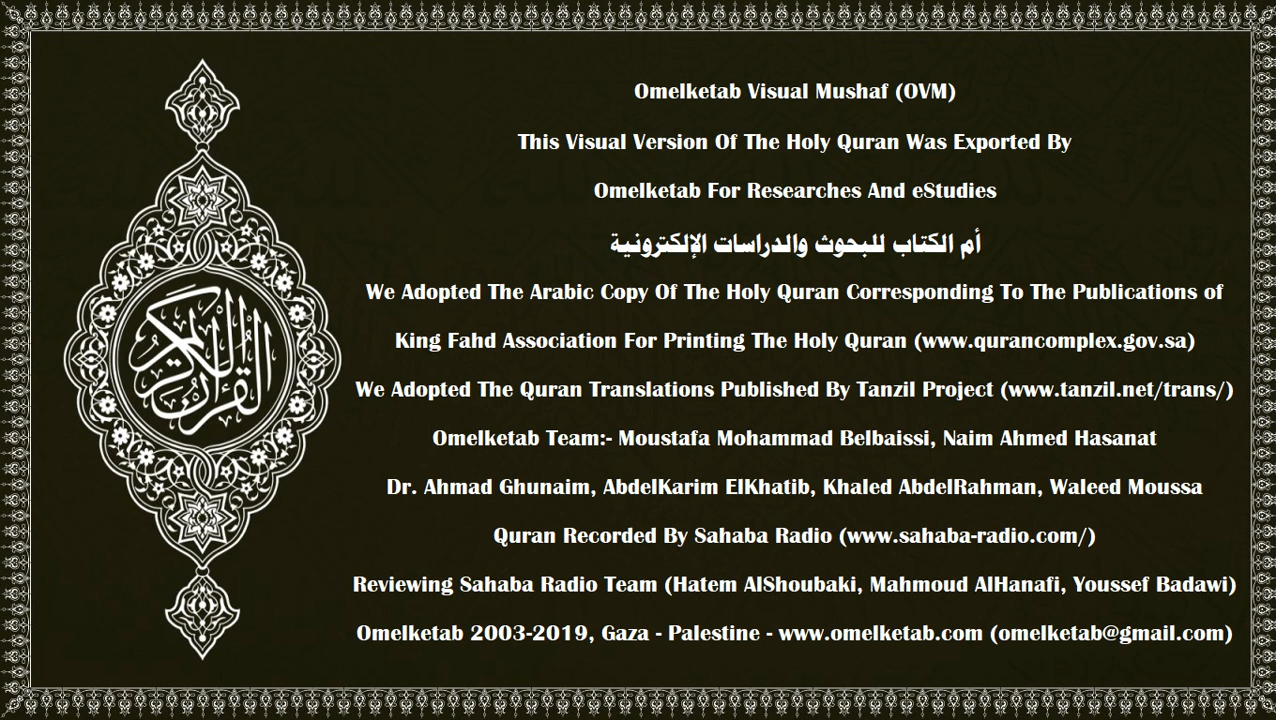 Omelketab Visual Mushaf (OVM)
This Visual Version Of The Holy Quran Was Exported By
Omelketab For Researches And eStudies
أم الكتاب للبحوث والدراسات الإلكترونية
We Adopted The Arabic Copy Of The Holy Quran Corresponding To The Publications of
King Fahd Association For Printing The Holy Quran (www.qurancomplex.gov.sa)
We Adopted The Quran Translations Published By Tanzil Project (www.tanzil.net/trans/)
Omelketab Team:- Moustafa Mohammad Belbaissi, Naim Ahmed Hasanat
Dr. Ahmad Ghunaim, AbdelKarim ElKhatib, Khaled AbdelRahman, Waleed Moussa
Quran Recorded By Sahaba Radio (www.sahaba-radio.com/)
Reviewing Sahaba Radio Team (Hatem AlShoubaki, Mahmoud AlHanafi, Youssef Badawi)
Omelketab 2003-2019, Gaza - Palestine - www.omelketab.com (omelketab@gmail.com)
القرآن الكريم